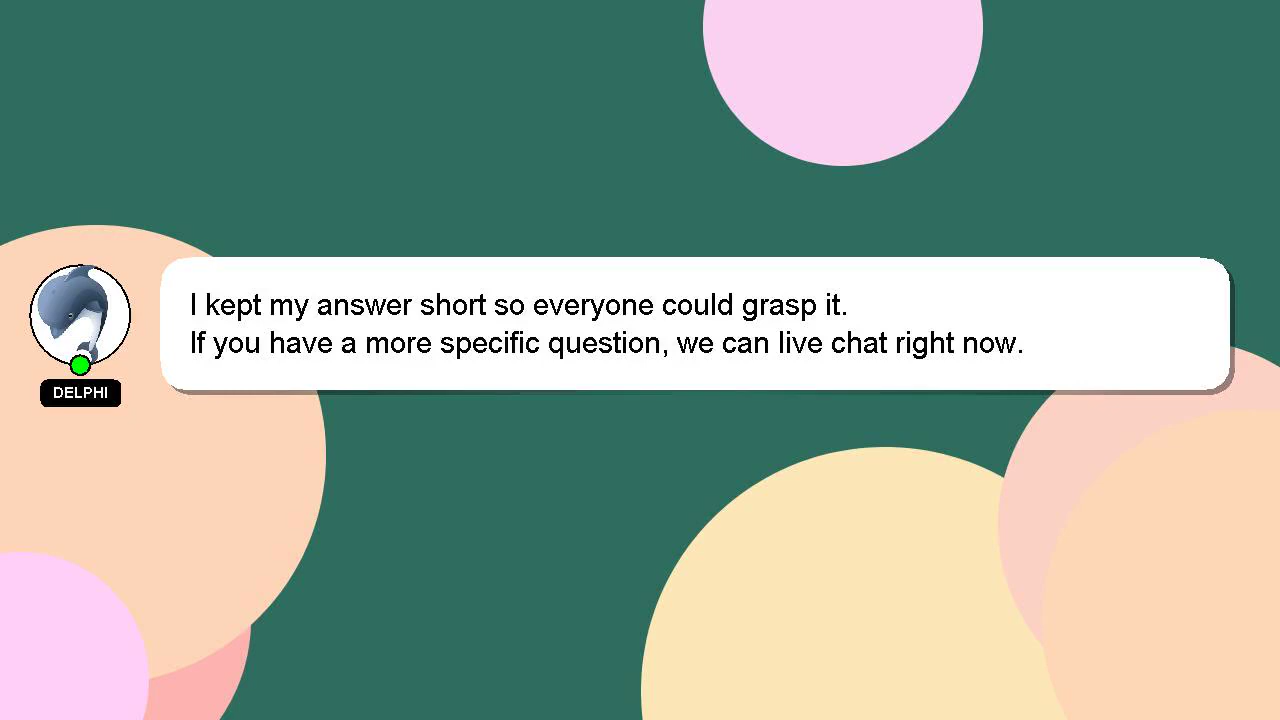 I kept my answer short so everyone could grasp it.
If you have a more specific question, we can live chat right now.
DELPHI